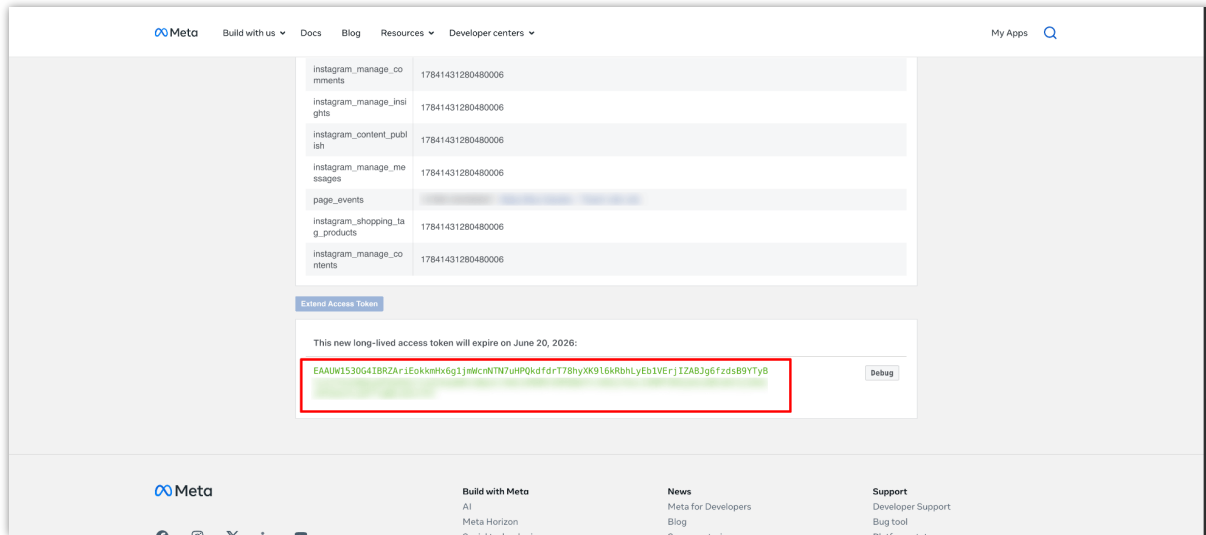 Meta
Build with us
Docs
Blog
Resources
Developer centers
My Apps
instagram_manage_co
mments
17841431280480006
instagram_manage_insi
ghts
17841431280480006
instagram_content_publ
ish
17841431280480006
instagram_manage_me
ssages
17841431280480006
page_events
instagram_shopping_ta
g_products
17841431280480006
instagram_manage_co
ntents
17841431280480006
Extend Access Token
This new long-lived access token will expire on June 20, 2026:
EAAUW153OG4IBRZAriEokkmHx6g1jmWcnNTN7uHPQkdfdrT78hyXK9l6kRbhLyEb1VErjIZABJg6fzdsB9YTyB
Debug
Meta
Build with Meta
AI
Meta Horizon
News
Meta for Developers
Blog
Support
Developer Support
Bug tool